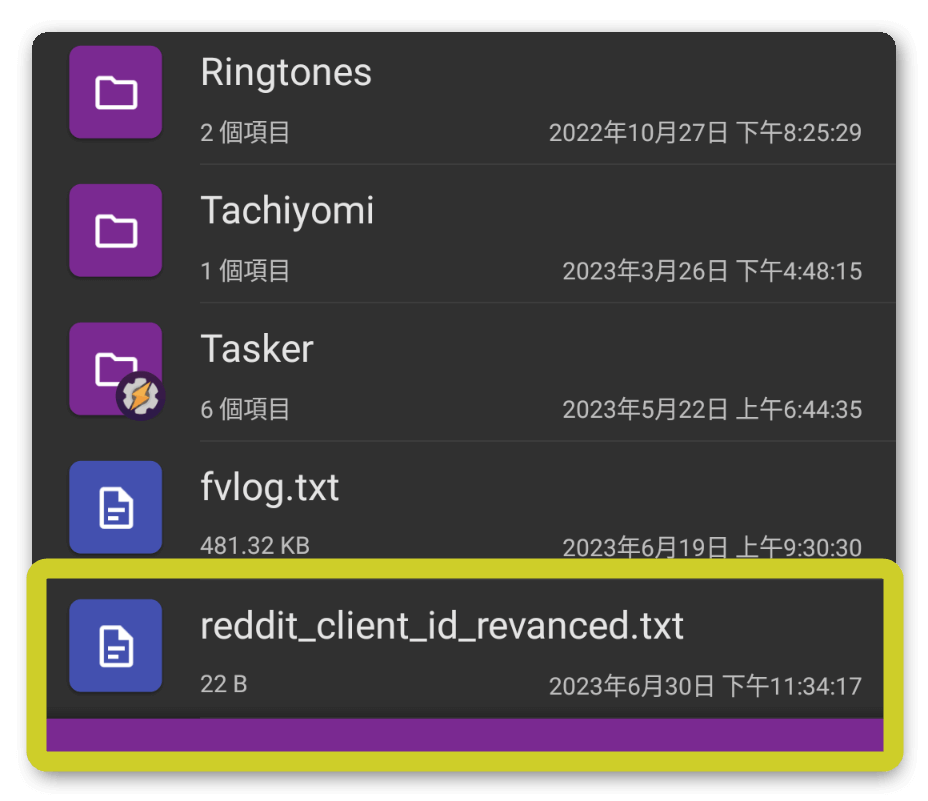 Ringtones
2 個項目 2022年10月27日 下午8:25:29
Tachiyomi
1 個項目 2023年3月26日 下午4:48:15
Tasker
6 個項目 2023年5月22日 上午6:44:35
fvlog.txt
481.32 KB 2023年6月19日 上午9:30:30
reddit_client_id_revanced.txt
22 B 2023年6月30日 下午11:34:17